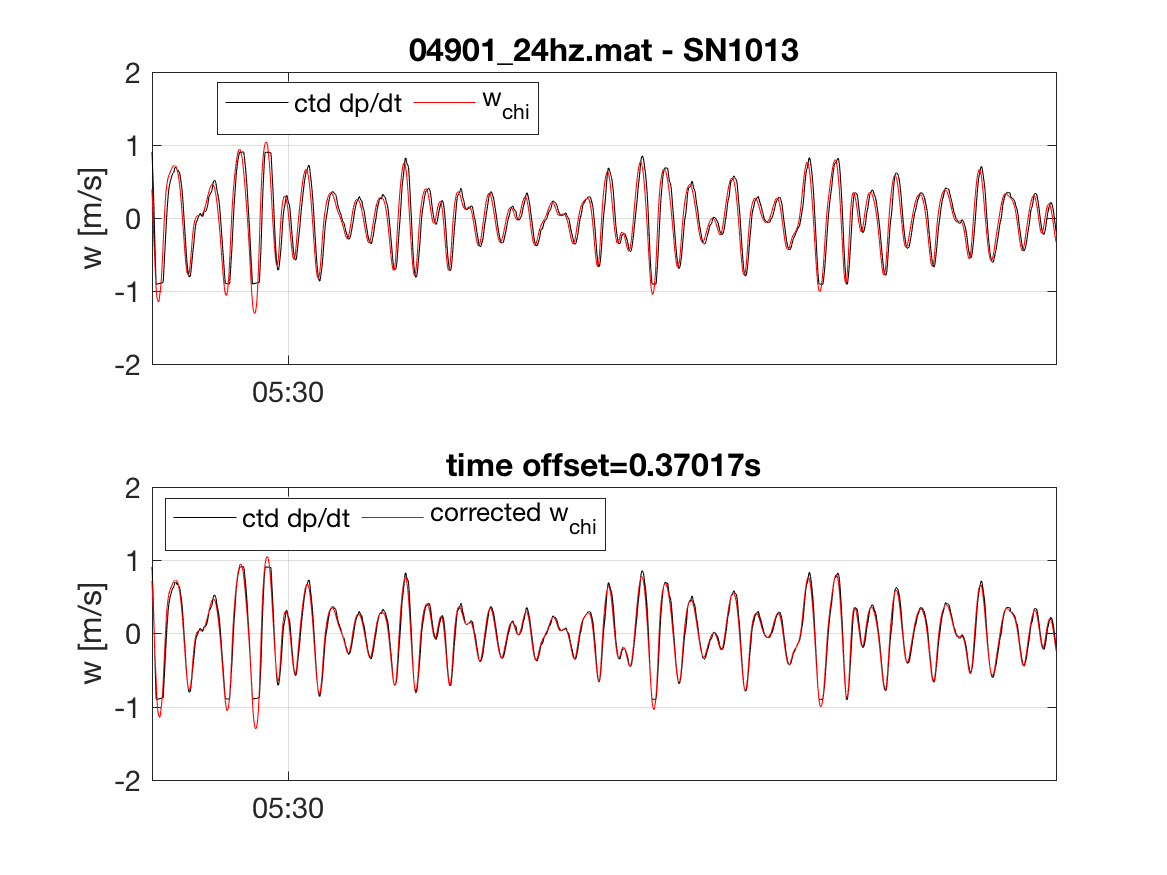 04901_24hz.mat - SN1013
2
ctd dp/dt w_chi
1
w [m/s]
0
-1
-2
05:30
time offset=0.37017s
2
ctd dp/dt corrected w_chi
1
w [m/s]
0
-1
-2
05:30